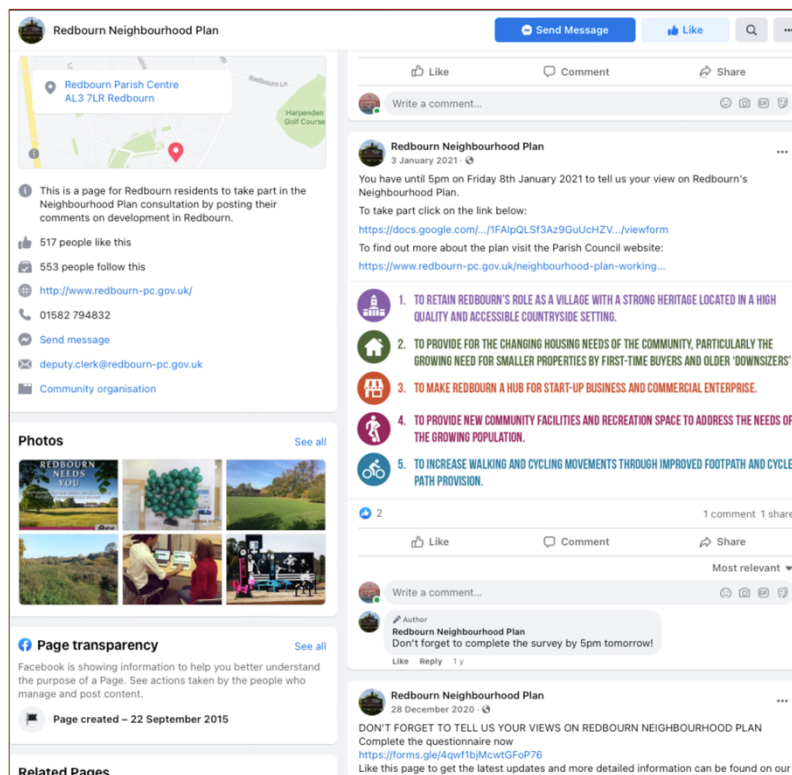 Redbourn Neighbourhood Plan
Send Message
Like
Redbourn Parish Centre
AL3 7LR Redbourn
Redbourn Ln
Harpenden
Golf Course
This is a page for Redbourn residents to take part in the
Neighbourhood Plan consultation by posting their
comments on development in Redbourn.
517 people like this
553 people follow this
http://www.redbourn-pc.gov.uk/
01582 794832
Send message
deputy.clerk@redbourn-pc.gov.uk
Community organisation
Photos
See all
REDBOURN
NEEDS
YOU
Page transparency
See all
Facebook is showing information to help you better understand
the purpose of a Page. See actions taken by the people who
manage and post content.
Page created – 22 September 2015
Related Pages
Like
Comment
Share
Write a comment...
Redbourn Neighbourhood Plan
3 January 2021 ·
You have until 5pm on Friday 8th January 2021 to tell us your view on Redbourn's
Neighbourhood Plan.
To take part click on the link below:
https://docs.google.com/.../1FAIpQLSf3Az9GuUcHZV.../viewform
To find out more about the plan visit the Parish Council website:
https://www.redbourn-pc.gov.uk/neighbourhood-plan-working...
1. TO RETAIN REDBOURN'S ROLE AS A VILLAGE WITH A STRONG HERITAGE LOCATED IN A HIGH
QUALITY AND ACCESSIBLE COUNTRYSIDE SETTING.
2. TO PROVIDE FOR THE CHANGING HOUSING NEEDS OF THE COMMUNITY, PARTICULARLY THE
GROWING NEED FOR SMALLER PROPERTIES BY FIRST-TIME BUYERS AND OLDER 'DOWNSIZERS'
3. TO MAKE REDBOURN A HUB FOR START-UP BUSINESS AND COMMERCIAL ENTERPRISE.
4. TO PROVIDE NEW COMMUNITY FACILITIES AND RECREATION SPACE TO ADDRESS THE NEEDS OF
THE GROWING POPULATION.
5. TO INCREASE WALKING AND CYCLING MOVEMENTS THROUGH IMPROVED FOOTPATH AND CYCLE
PATH PROVISION.
2
1 comment 1 share
Like
Comment
Share
Most relevant
Write a comment...
Author
Redbourn Neighbourhood Plan
Don't forget to complete the survey by 5pm tomorrow!
Like Reply 1 y
Redbourn Neighbourhood Plan
28 December 2020 ·
DON'T FORGET TO TELL US YOUR VIEWS ON REDBOURN NEIGHBOURHOOD PLAN
Complete the questionnaire now
https://forms.gle/4qwf1bjMcwtGFoP76
Like this page to get the latest updates and more detailed information can be found on our